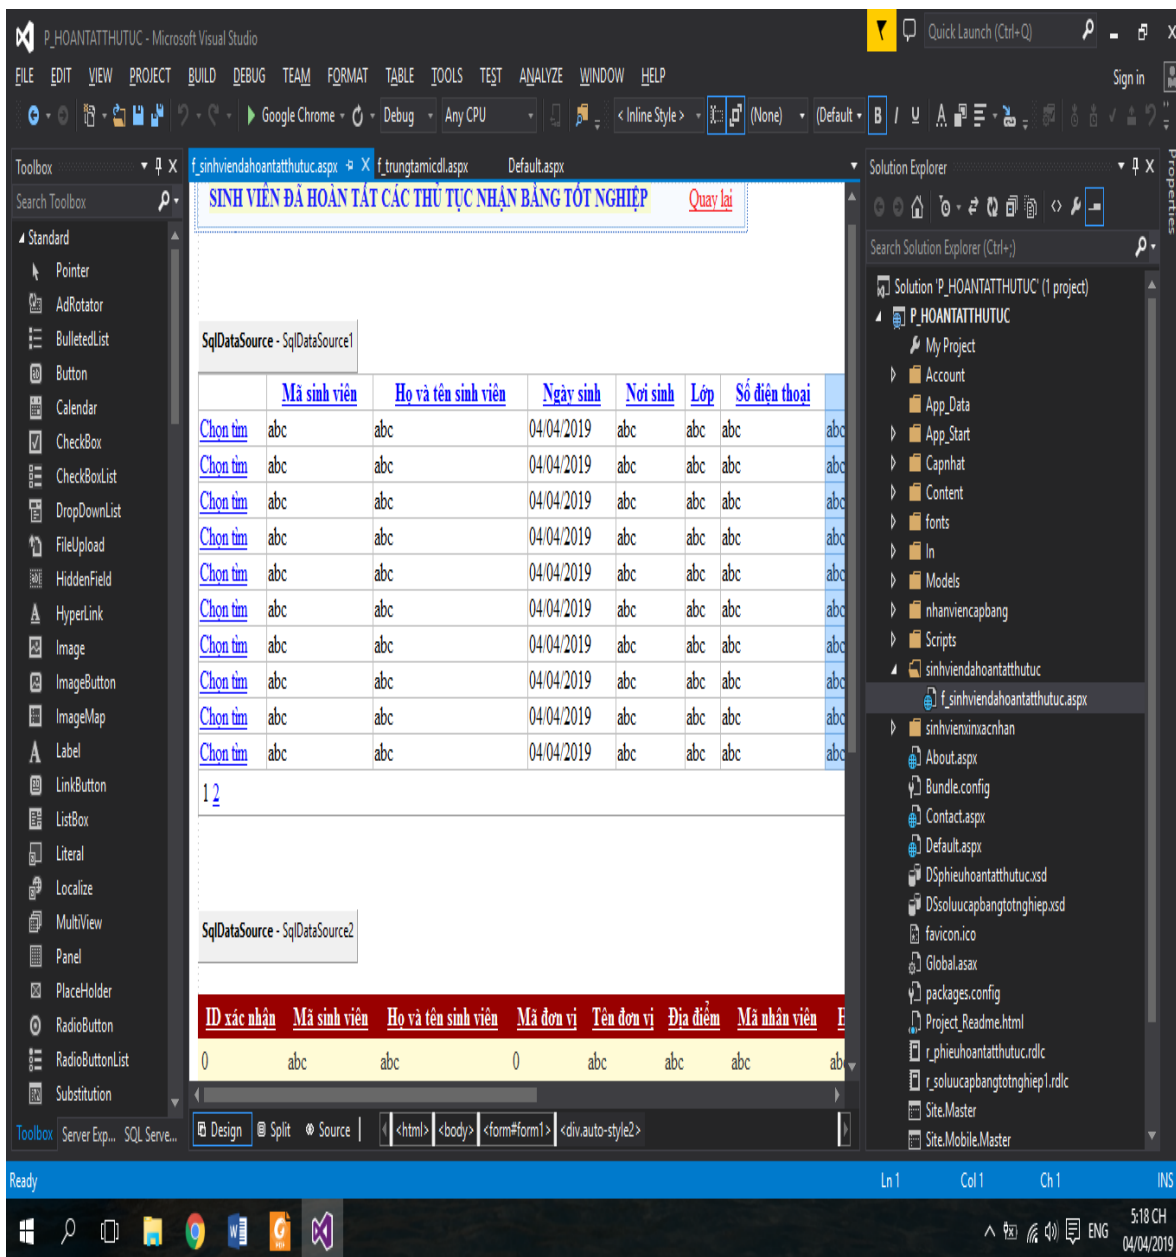 P_HOANTATTHUTUC - Microsoft Visual Studio
Quick Launch (Ctrl+Q)
FILE EDIT VIEW PROJECT BUILD DEBUG TEAM FORMAT TABLE TOOLS TEST ANALYZE WINDOW HELP
Sign in
Google Chrome Debug Any CPU < Inline Style > (None) (Default B I U A
Toolbox
Search Toolbox
Standard
Pointer
AdRotator
BulletedList
Button
Calendar
CheckBox
CheckBoxList
DropDownList
FileUpload
HiddenField
HyperLink
Image
ImageButton
ImageMap
Label
LinkButton
ListBox
Literal
Localize
MultiView
Panel
PlaceHolder
RadioButton
RadioButtonList
Substitution
Toolbox Server Exp... SQL Serve...
f_sinhviendahoantatthutuc.aspx f_trungtamicdl.aspx Default.aspx
SINH VIÊN ĐÃ HOÀN TẤT CÁC THỦ TỤC NHẬN BẰNG TỐT NGHIỆP Quay lại
SqlDataSource - SqlDataSource1
Mã sinh viên Họ và tên sinh viên Ngày sinh Nơi sinh Lớp Số điện thoại
Chọn tìm abc abc 04/04/2019 abc abc abc abc
Chọn tìm abc abc 04/04/2019 abc abc abc abc
Chọn tìm abc abc 04/04/2019 abc abc abc abc
Chọn tìm abc abc 04/04/2019 abc abc abc abc
Chọn tìm abc abc 04/04/2019 abc abc abc abc
Chọn tìm abc abc 04/04/2019 abc abc abc abc
Chọn tìm abc abc 04/04/2019 abc abc abc abc
Chọn tìm abc abc 04/04/2019 abc abc abc abc
Chọn tìm abc abc 04/04/2019 abc abc abc abc
Chọn tìm abc abc 04/04/2019 abc abc abc abc
1 2
SqlDataSource - SqlDataSource2
ID xác nhận Mã sinh viên Họ và tên sinh viên Mã đơn vị Tên đơn vị Địa điểm Mã nhân viên
0 abc abc 0 abc abc abc abc
Design Split Source <html> <body> <form#form1> <div.auto-style2>
Solution Explorer
Properties
Search Solution Explorer (Ctrl+;)
Solution 'P_HOANTATTHUTUC' (1 project)
P_HOANTATTHUTUC
My Project
Account
App_Data
App_Start
Capnhat
Content
fonts
In
Models
nhanviencapbang
Scripts
sinhviendahoantatthutuc
f_sinhviendahoantatthutuc.aspx
sinhvienxinxacnhan
About.aspx
Bundle.config
Contact.aspx
Default.aspx
DSphieuhoantatthutuc.xsd
DSsoluucapbangtotnghiep.xsd
favicon.ico
Global.asax
packages.config
Project_Readme.html
r_phieuhoantatthutuc.rdlc
r_soluucapbangtotnghiep1.rdlc
Site.Master
Site.Mobile.Master
Ready Ln 1 Col 1 Ch 1 INS
ENG 5:18 CH
04/04/2019